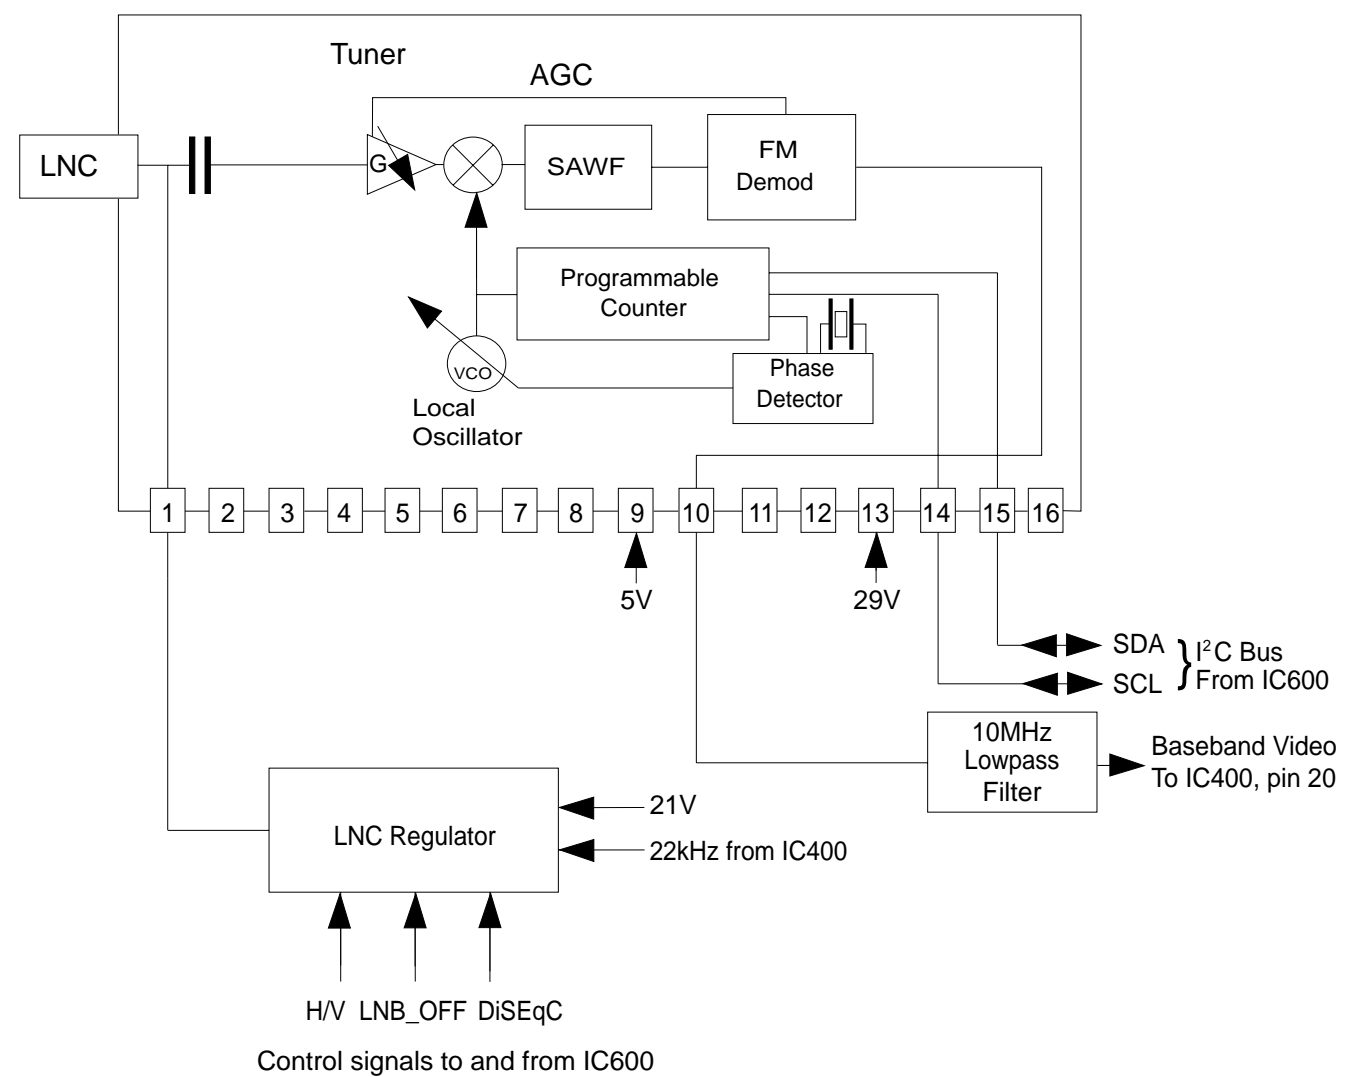 Tuner
AGC
LNC
G
SAWF
FM
Demod
Programmable
Counter
VCO
Phase
Detector
Local
Oscillator
1 2 3 4 5 6 7 8 9 10 11 12 13 14 15 16
5V
29V
SDA
SCL
} I²C Bus
From IC600
10MHz
Lowpass
Filter
Baseband Video
To IC400, pin 20
LNC Regulator
21V
22kHz from IC400
H/V LNB_OFF DiSEqC
Control signals to and from IC600